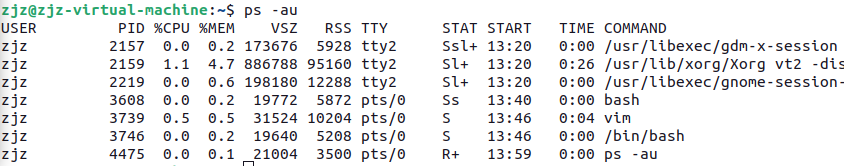 zjz@zjz-virtual-machine:~$ ps -au
USER PID %CPU %MEM VSZ RSS TTY STAT START TIME COMMAND
zjz 2157 0.0 0.2 173676 5928 tty2 Ssl+ 13:20 0:00 /usr/libexec/gdm-x-session
zjz 2159 1.1 4.7 886788 95160 tty2 Sl+ 13:20 0:26 /usr/lib/xorg/Xorg vt2 -dis
zjz 2219 0.0 0.6 198180 12288 tty2 Sl+ 13:20 0:00 /usr/libexec/gnome-session-
zjz 3608 0.0 0.2 19772 5872 pts/0 Ss 13:40 0:00 bash
zjz 3739 0.5 0.5 31524 10204 pts/0 S 13:46 0:04 vim
zjz 3746 0.0 0.2 19640 5208 pts/0 S 13:46 0:00 /bin/bash
zjz 4475 0.0 0.1 21004 3500 pts/0 R+ 13:59 0:00 ps -au